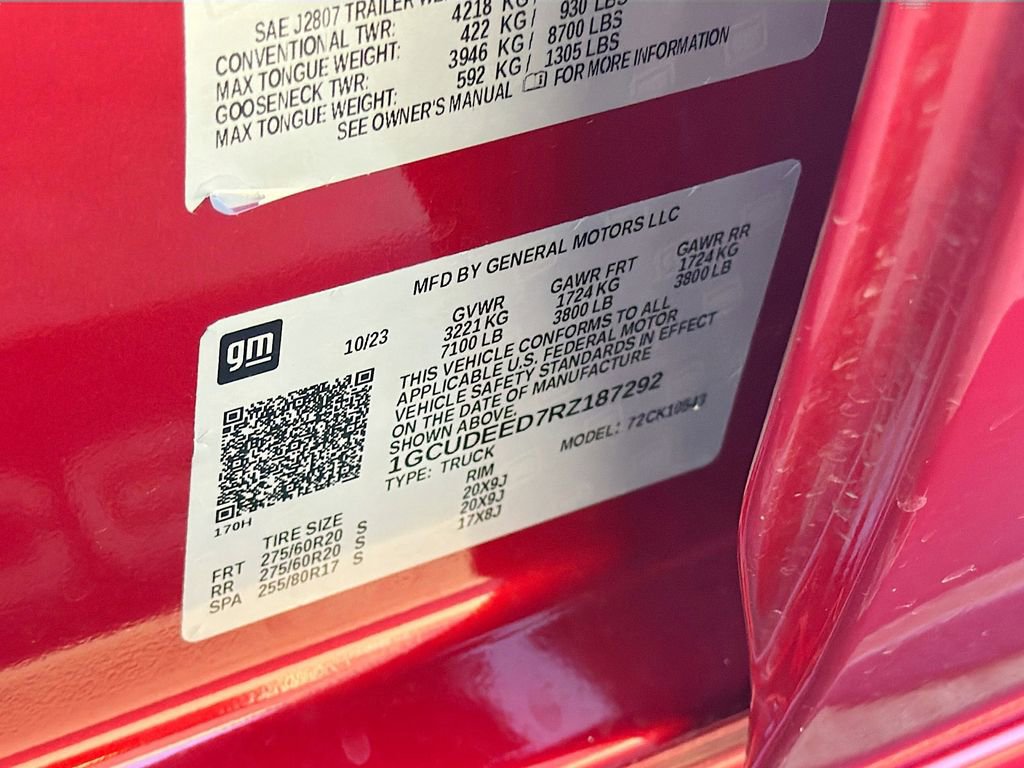 SAE J2807 TRAILER
CONVENTIONAL TWR: 4218 KG/
MAX TONGUE WEIGHT: 422 KG/ 930 LBS
GOOSENECK TWR: 3946 KG/ 8700 LBS
MAX TONGUE WEIGHT: 592 KG/ 1305 LBS
SEE OWNER'S MANUAL FOR MORE INFORMATION
MFD BY GENERAL MOTORS LLC
gm
10/23
GVWR GAWR FRT GAWR RR
3221 KG 1724 KG 1724 KG
7100 LB 3800 LB 3800 LB
THIS VEHICLE CONFORMS TO ALL
APPLICABLE U.S. FEDERAL MOTOR
VEHICLE SAFETY STANDARDS IN EFFECT
ON THE DATE OF MANUFACTURE
SHOWN ABOVE.
1GCUDEED7RZ187292
TYPE: TRUCK MODEL: 72CK10543
170H
TIRE SIZE RIM
FRT 275/60R20 S 20X9J
RR 275/60R20 S 20X9J
SPA 255/80R17 S 17X8J